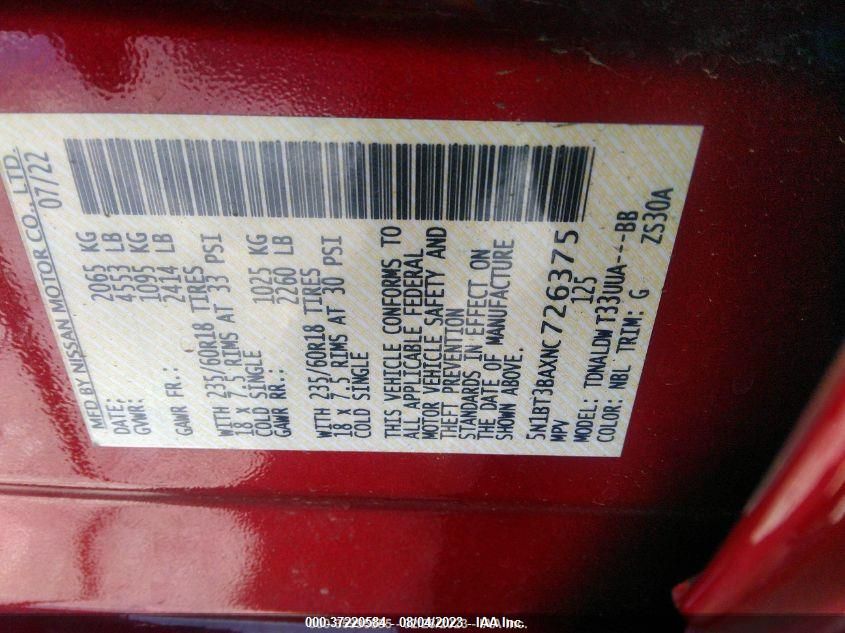 MFD BY NISSAN MOTOR CO., LTD.
DATE: 07/22
GVWR: 2065 KG
4553 LB
GAWR FR.: 1095 KG
2414 LB
WITH 235/60R18 TIRES
18 x 7.5 RIMS AT 33 PSI
COLD SINGLE
GAWR RR.: 1025 KG
2260 LB
WITH 235/60R18 TIRES
18 x 7.5 RIMS AT 30 PSI
COLD SINGLE
THIS VEHICLE CONFORMS TO
ALL APPLICABLE FEDERAL
MOTOR VEHICLE SAFETY AND
THEFT PREVENTION
STANDARDS IN EFFECT ON
THE DATE OF MANUFACTURE
SHOWN ABOVE.
5N1BT3BAXNC726375
MPV 125
MODEL: TDNALDW T33UUA---BB
COLOR: NBL TRIM: G ZS30A
000-37220584 - 08/04/2023 - IAA Inc.